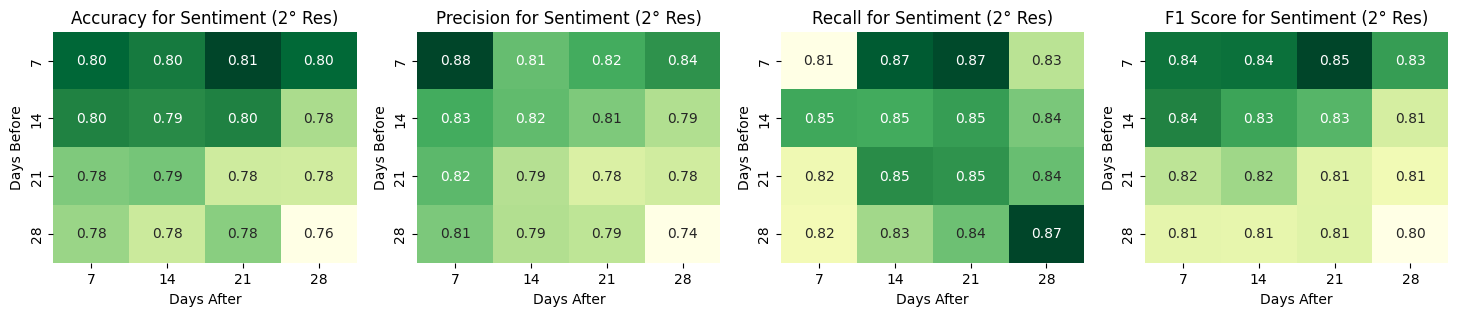 Accuracy for Sentiment (2° Res)
Days Before
7
0.80 0.80 0.81 0.80
14
0.80 0.79 0.80 0.78
21
0.78 0.79 0.78 0.78
28
0.78 0.78 0.78 0.76
7 14 21 28
Days After
Precision for Sentiment (2° Res)
Days Before
7
0.88 0.81 0.82 0.84
14
0.83 0.82 0.81 0.79
21
0.82 0.79 0.78 0.78
28
0.81 0.79 0.79 0.74
7 14 21 28
Days After
Recall for Sentiment (2° Res)
Days Before
7
0.81 0.87 0.87 0.83
14
0.85 0.85 0.85 0.84
21
0.82 0.85 0.85 0.84
28
0.82 0.83 0.84 0.87
7 14 21 28
Days After
F1 Score for Sentiment (2° Res)
Days Before
7
0.84 0.84 0.85 0.83
14
0.84 0.83 0.83 0.81
21
0.82 0.82 0.81 0.81
28
0.81 0.81 0.81 0.80
7 14 21 28
Days After